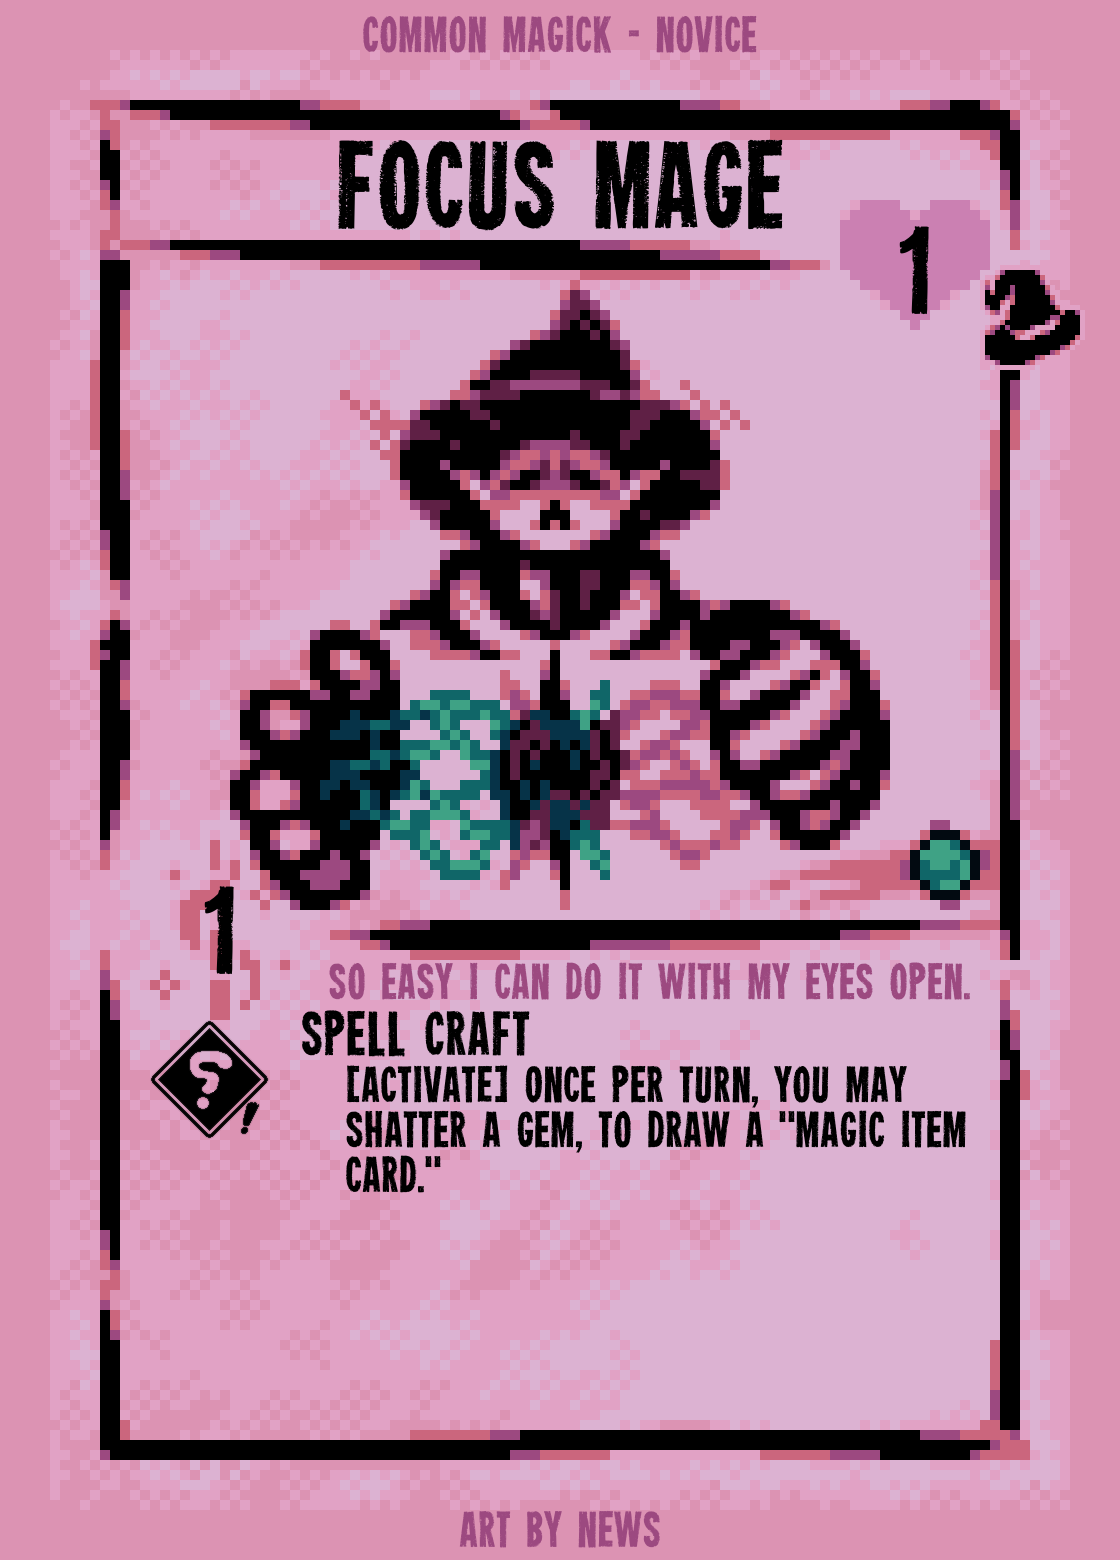 COMMON MAGICK - NOVICE
FOCUS MAGE
1
1
SO EASY I CAN DO IT WITH MY EYES OPEN.
SPELL CRAFT
?!
[ACTIVATE] ONCE PER TURN, YOU MAY
SHATTER A GEM, TO DRAW A "MAGIC ITEM
CARD."
ART BY NEWS